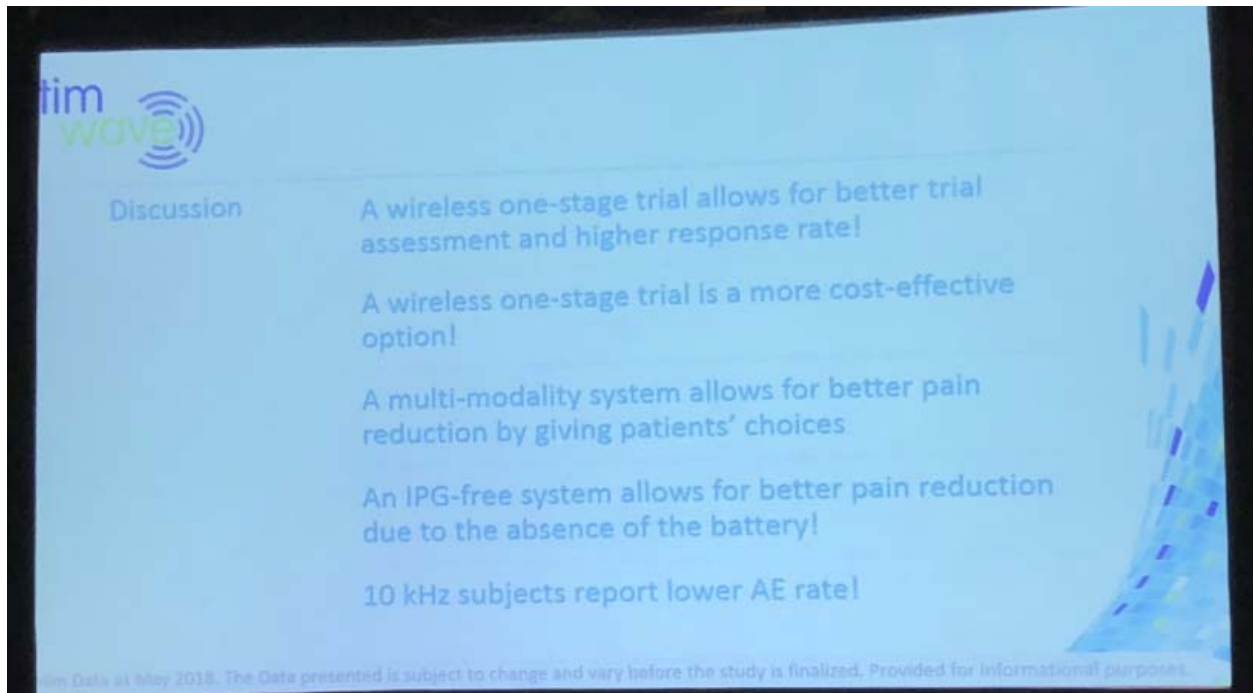 tim
wave
Discussion
A wireless one-stage trial allows for better trial
assessment and higher response rate!
A wireless one-stage trial is a more cost-effective
option!
A multi-modality system allows for better pain
reduction by giving patients’ choices
An IPG-free system allows for better pain reduction
due to the absence of the battery!
10 kHz subjects report lower AE rate!
Data as May 2018. The Data presented is subject to change and vary before the study is finalized. Provided for Informational purposes.